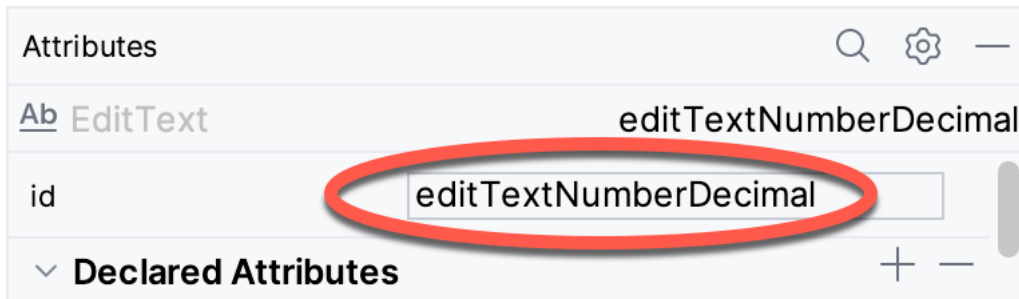 Attributes
Ab EditText editTextNumberDecimal
id editTextNumberDecimal
Declared Attributes